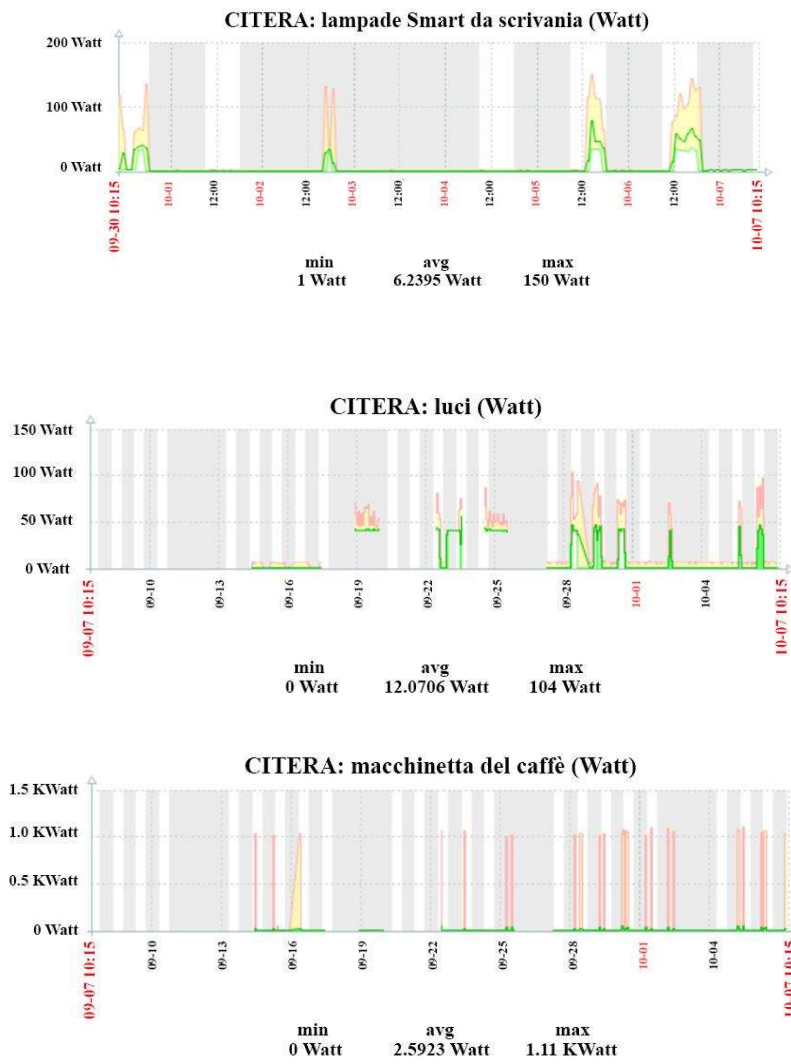 CITERA: lampade Smart da scrivania (Watt)
200 Watt
100 Watt
0 Watt
09-30 10:15
10-01
12:00
10-02
12:00
10-03
12:00
10-04
12:00
10-05
12:00
10-06
12:00
10-07
10-07 10:15
min avg max
1 Watt 6.2395 Watt 150 Watt
CITERA: luci (Watt)
150 Watt
100 Watt
50 Watt
0 Watt
09-07 10:15
09-10
09-13
09-16
09-19
09-22
09-25
09-28
10-01
10-04
10-07 10:15
min avg max
0 Watt 12.0706 Watt 104 Watt
CITERA: macchinetta del caffè (Watt)
1.5 KWatt
1.0 KWatt
0.5 KWatt
0 Watt
09-07 10:15
09-10
09-13
09-16
09-19
09-22
09-25
09-28
10-01
10-04
10-07 10:15
min avg max
0 Watt 2.5923 Watt 1.11 KWatt